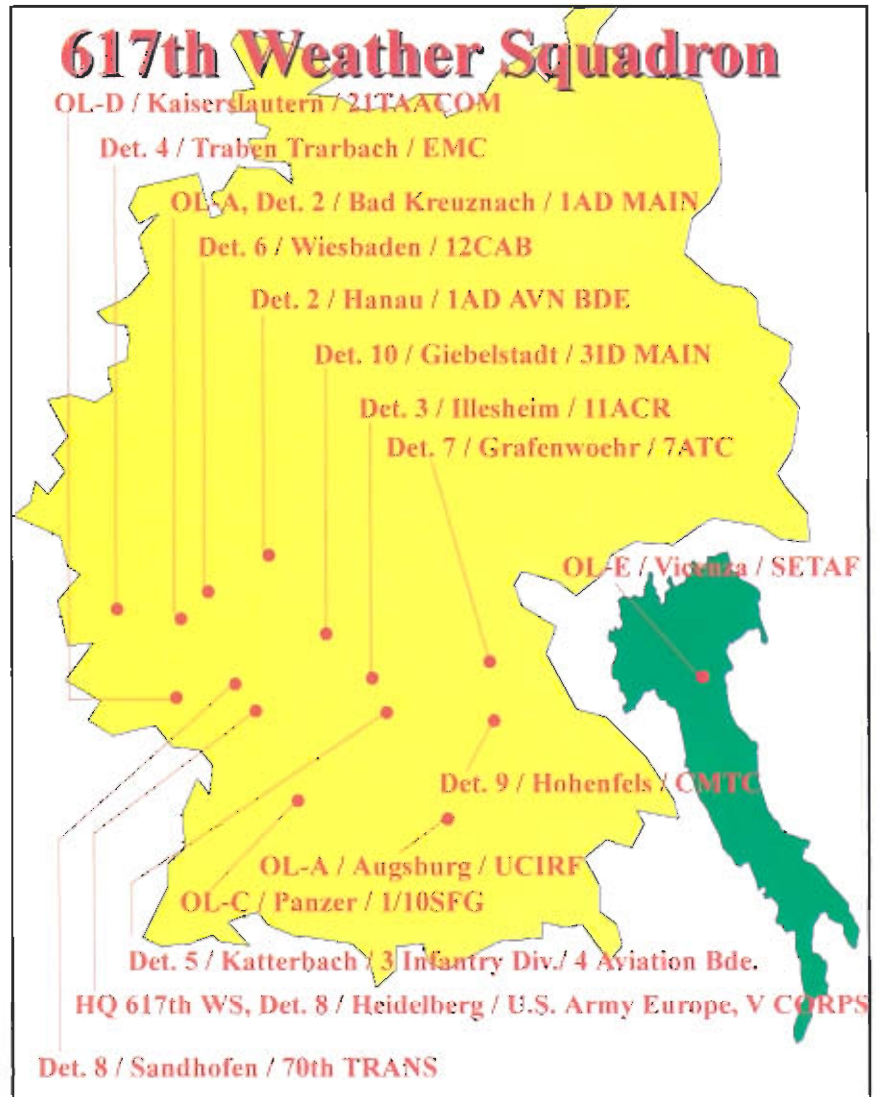 617th Weather Squadron
OL-D / Kaiserslautern / 21TAACOM
Det. 4 / Traben Trarbach / EMC
OL-A, Det. 2 / Bad Kreuznach / 1AD MAIN
Det. 6 / Wiesbaden / 12CAB
Det. 2 / Hanau / 1AD AVN BDE
Det. 10 / Giebelstadt / 3ID MAIN
Det. 3 / Illesheim / 11ACR
Det. 7 / Grafenwoehr / 7ATC
OL-E / Vicenza / SETAF
Det. 9 / Hohenfels / CMTC
OL-A / Augsburg / UCIRF
OL-C / Panzer / 1/10SFG
Det. 5 / Katterbach / 3 Infantry Div./ 4 Aviation Bde.
HQ 617th WS, Det. 8 / Heidelberg / U.S. Army Europe, V CORPS
Det. 8 / Sandhofen / 70th TRANS